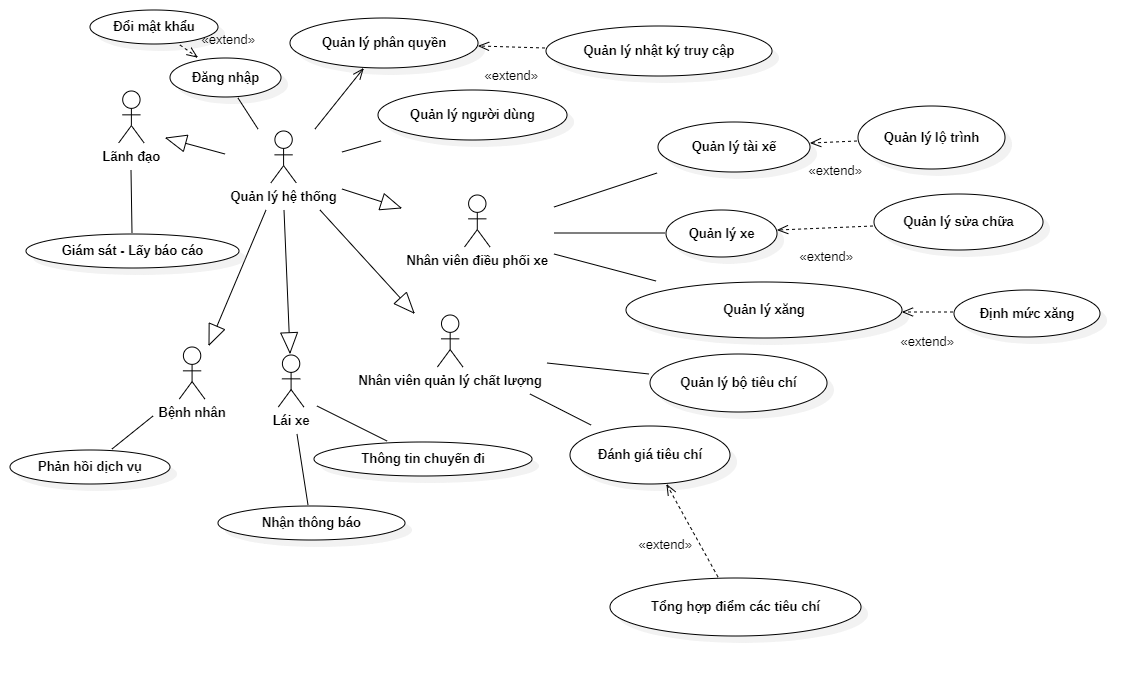 Đổi mật khẩu
«extend»
Đăng nhập
Quản lý phân quyền
Quản lý nhật ký truy cập
«extend»
Quản lý người dùng
Lãnh đạo
Quản lý hệ thống
Quản lý tài xế
Quản lý lộ trình
«extend»
Giám sát - Lấy báo cáo
Nhân viên điều phối xe
Quản lý xe
Quản lý sửa chữa
«extend»
Quản lý xăng
Định mức xăng
«extend»
Nhân viên quản lý chất lượng
Quản lý bộ tiêu chí
Bệnh nhân
Lái xe
Phản hồi dịch vụ
Thông tin chuyến đi
Đánh giá tiêu chí
Nhận thông báo
«extend»
Tổng hợp điểm các tiêu chí